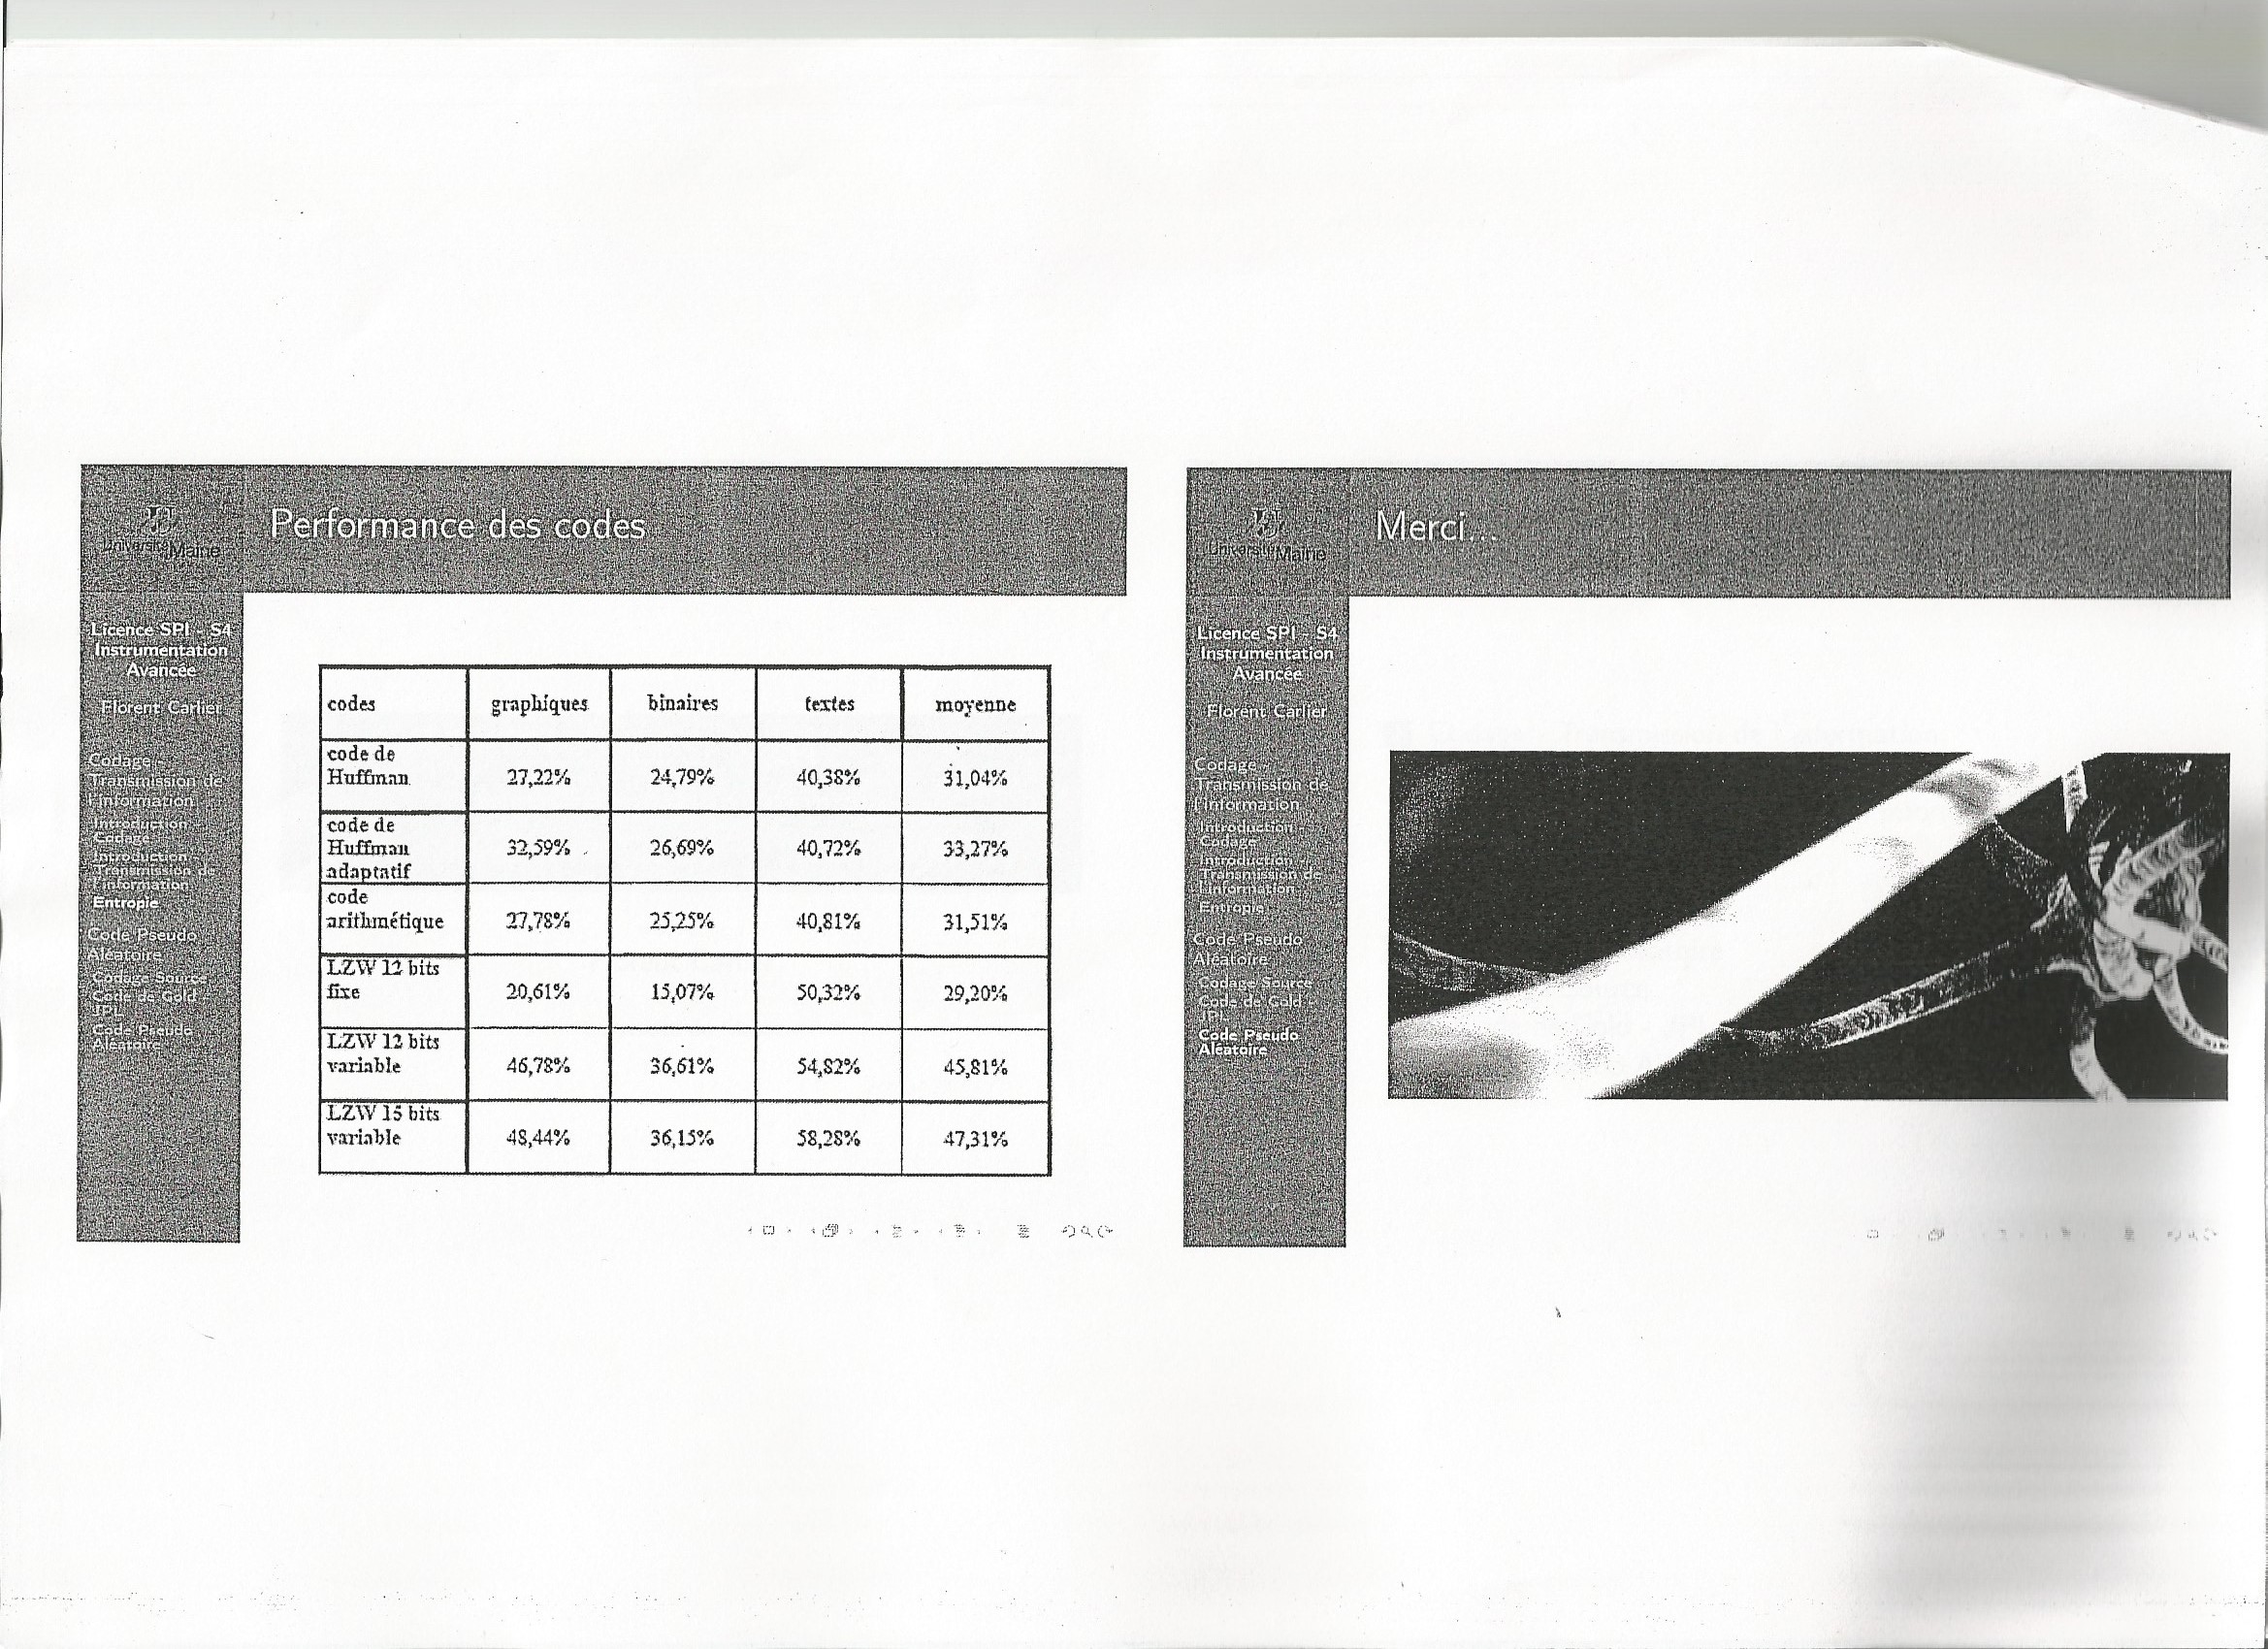 Université Maine
Performance des codes
Licence SPI - S4
Instrumentation
Avancée
Florent Carlier
Codage -
Transmission de
l'information
Introduction
Codage
Introduction
Transmission de
l'information
Entropie
Code Pseudo
Aléatoire
Codage Source
Code de Gold -
JPL
Code Pseudo
Aléatoire
codes graphiques binaires textes moyenne
code de
Huffman 27,22% 24,79% 40,38% 31,04%
code de
Huffman 32,59% 26,69% 40,72% 33,27%
adaptatif
code
arithmétique 27,78% 25,25% 40,81% 31,51%
LZW 12 bits
fixe 20,61% 15,07% 50,32% 29,20%
LZW 12 bits
variable 46,78% 36,61% 54,82% 45,81%
LZW 15 bits
variable 48,44% 36,15% 58,28% 47,31%
Université Maine
Merci...
Licence SPI - S4
Instrumentation
Avancée
Florent Carlier
Codage -
Transmission de
l'information
Introduction
Codage
Introduction
Transmission de
l'information
Entropie
Code Pseudo
Aléatoire
Codage Source
Code de Gold -
JPL
Code Pseudo
Aléatoire